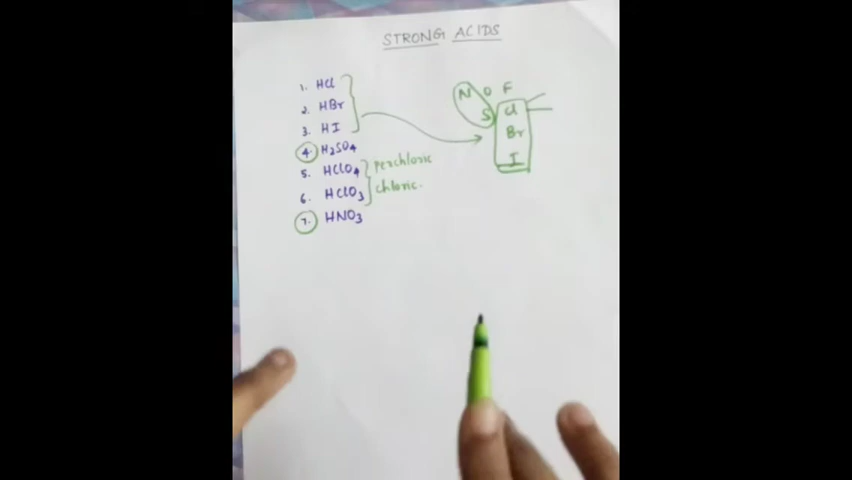 STRONG ACIDS
1. HCl
2. HBr
3. HI
4. H₂SO₄
5. HClO₄ perchloric
6. HClO₃ chloric.
7. HNO₃
N O F
S Cl
Br
I